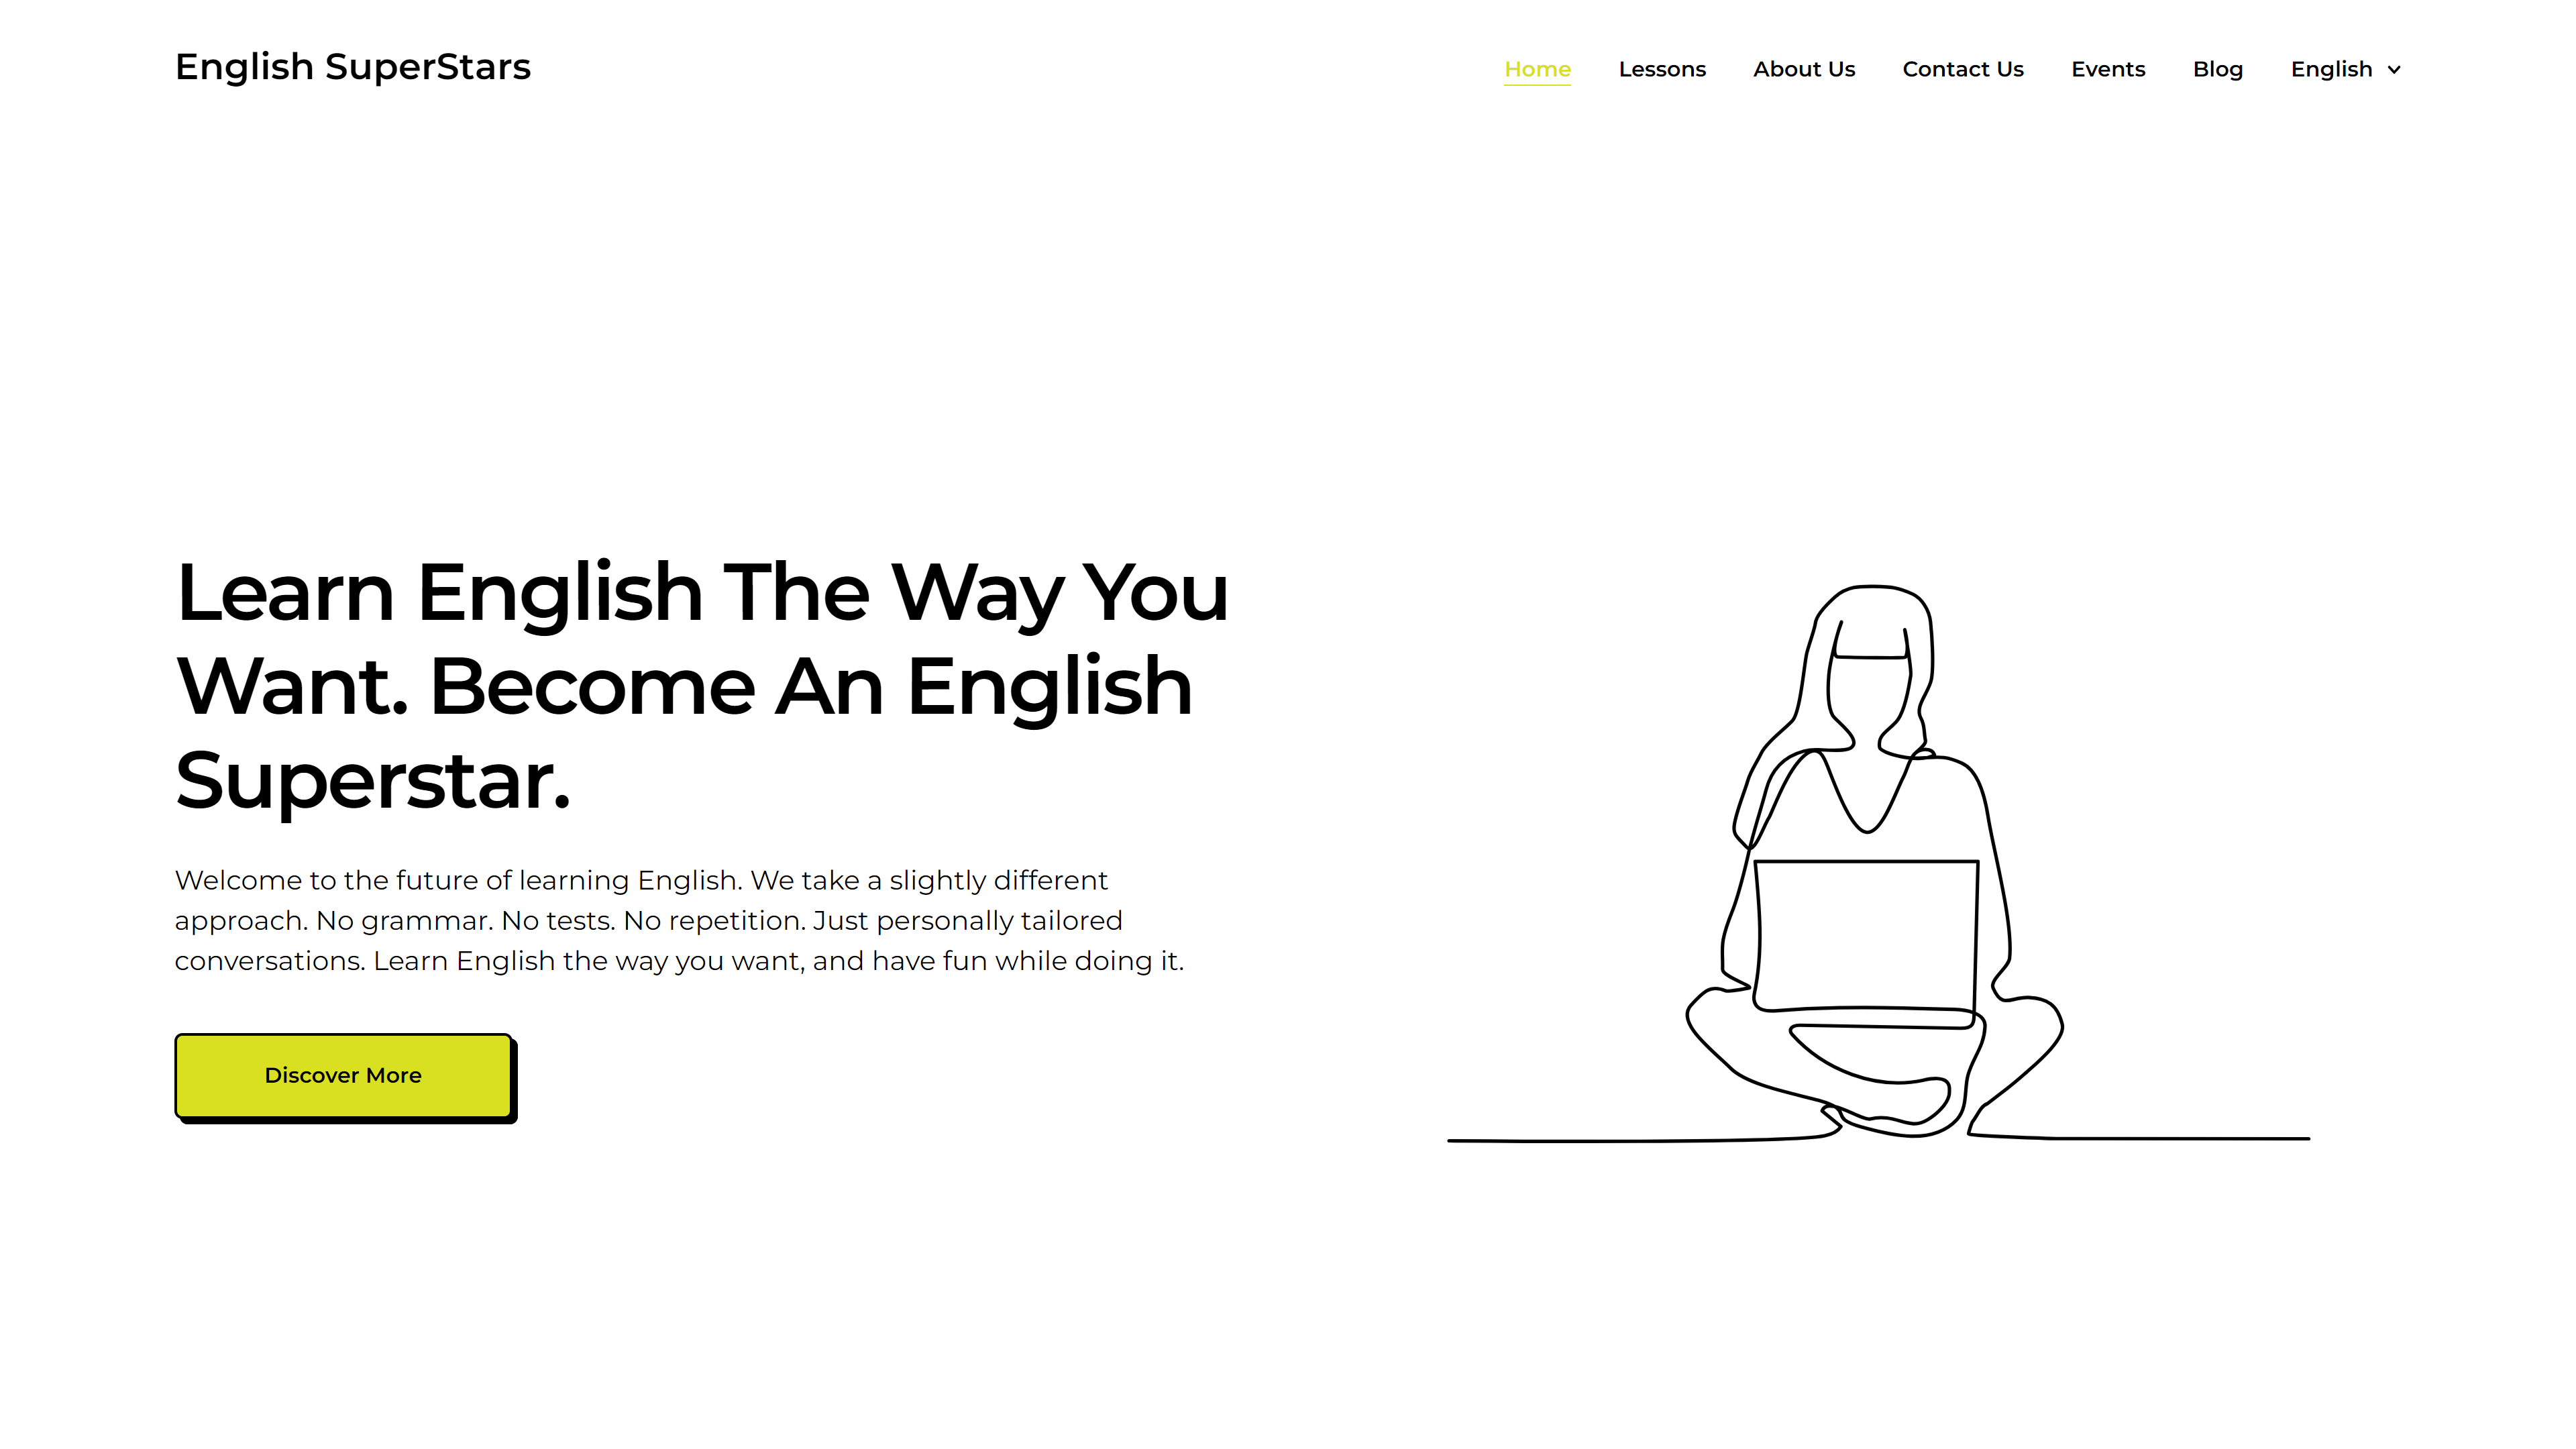 English SuperStars
Home Lessons About Us Contact Us Events Blog English
Learn English The Way You
Want. Become An English
Superstar.
Welcome to the future of learning English. We take a slightly different
approach. No grammar. No tests. No repetition. Just personally tailored
conversations. Learn English the way you want, and have fun while doing it.
Discover More